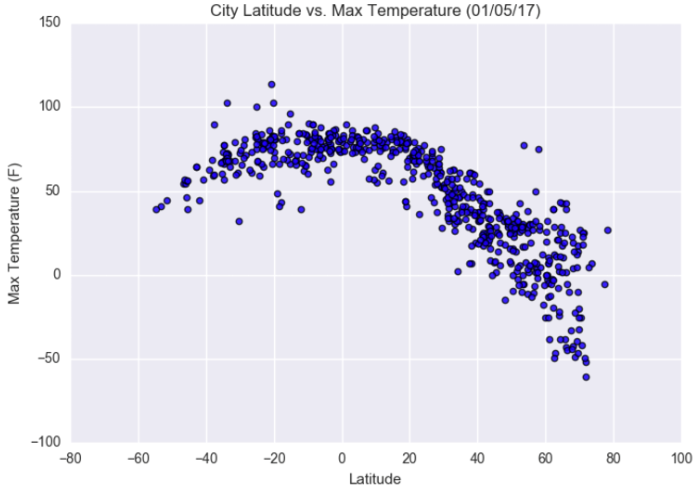 City Latitude vs. Max Temperature (01/05/17)
150
100
50
0
−50
−100
Max Temperature (F)
−80 −60 −40 −20 0 20 40 60 80 100
Latitude